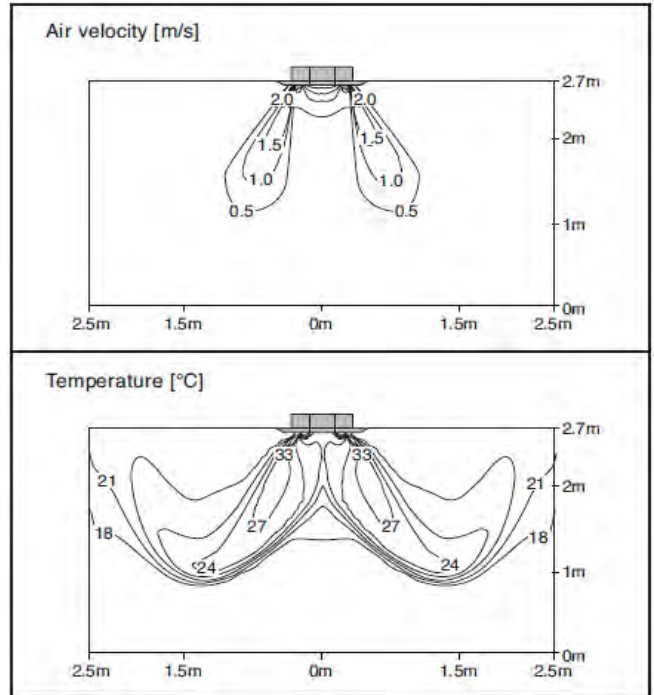 Air velocity [m/s]
2.7m
2.0 2.0
2m
1.5 1.5
1.0 1.0
0.5 0.5
1m
0m
2.5m 1.5m 0m 1.5m 2.5m
Temperature [°C]
2.7m
33 33
21 2m 21
27 27
18 18
24 24
1m
0m
2.5m 1.5m 0m 1.5m 2.5m